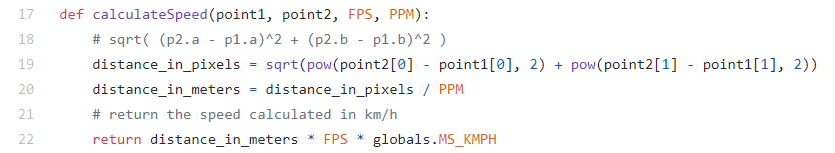 17 def calculateSpeed(point1, point2, FPS, PPM):
18     # sqrt( (p2.a - p1.a)^2 + (p2.b - p1.b)^2 )
19     distance_in_pixels = sqrt(pow(point2[0] - point1[0], 2) + pow(point2[1] - point1[1], 2))
20     distance_in_meters = distance_in_pixels / PPM
21     # return the speed calculated in km/h
22     return distance_in_meters * FPS * globals.MS_KMPH